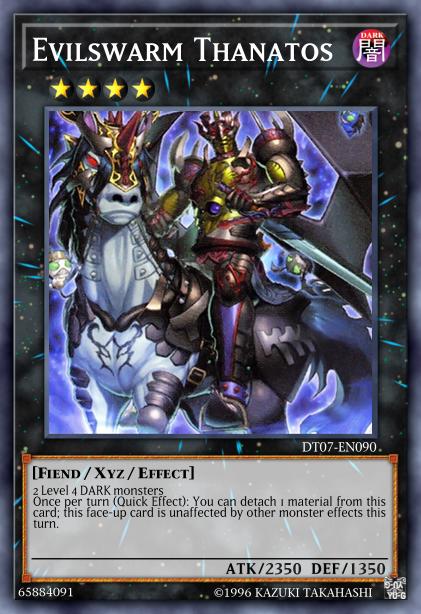 Evilswarm Thanatos
DARK
闇
DT07-EN090
[Fiend / Xyz / Effect]
2 Level 4 DARK monsters
Once per turn (Quick Effect): You can detach 1 material from this
card; this face-up card is unaffected by other monster effects this
turn.
ATK/2350 DEF/1350
65884091
©1996 KAZUKI TAKAHASHI